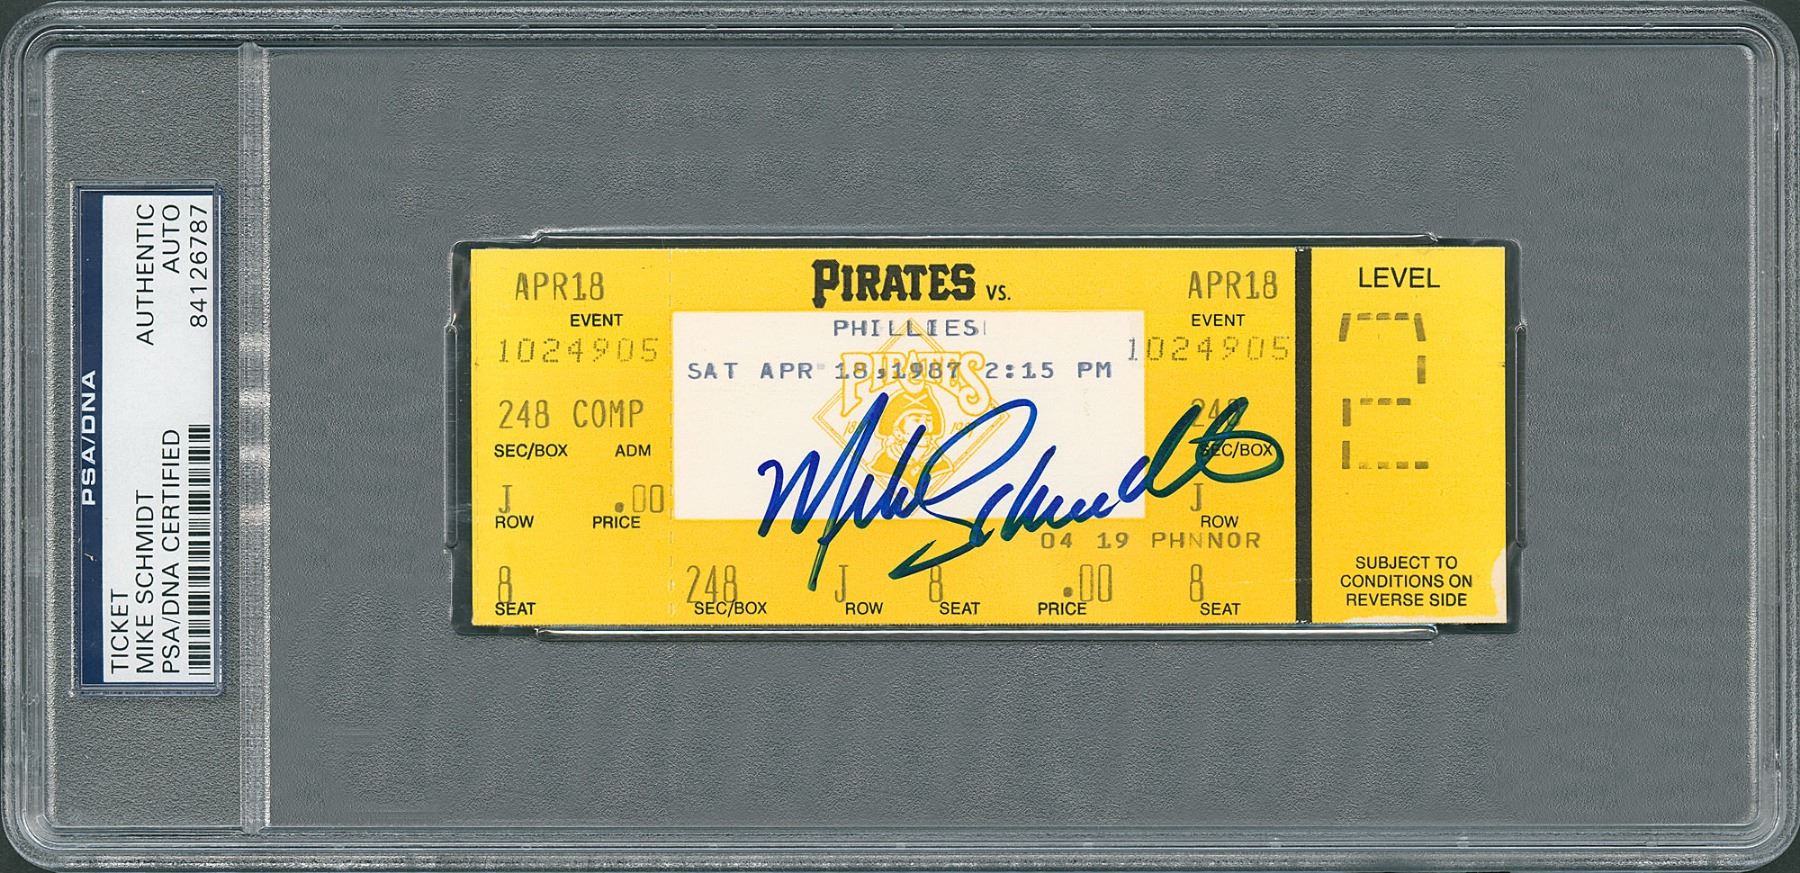 PSA/DNA
TICKET
MIKE SCHMIDT
PSA/DNA CERTIFIED
AUTHENTIC
AUTO
84126787
APR18
EVENT
1024905
248 COMP
SEC/BOX ADM
J .00
ROW PRICE
8
SEAT
PIRATES VS.
PHILLIES
SAT APR 18,1987 2:15 PM
PIRATES
Mike Schmidt
04 19 PHNNOR
248 J 8 .00
SEC/BOX ROW SEAT PRICE
APR18
EVENT
1024905
248
SEC/BOX
J
ROW
8
SEAT
LEVEL
2
SUBJECT TO
CONDITIONS ON
REVERSE SIDE